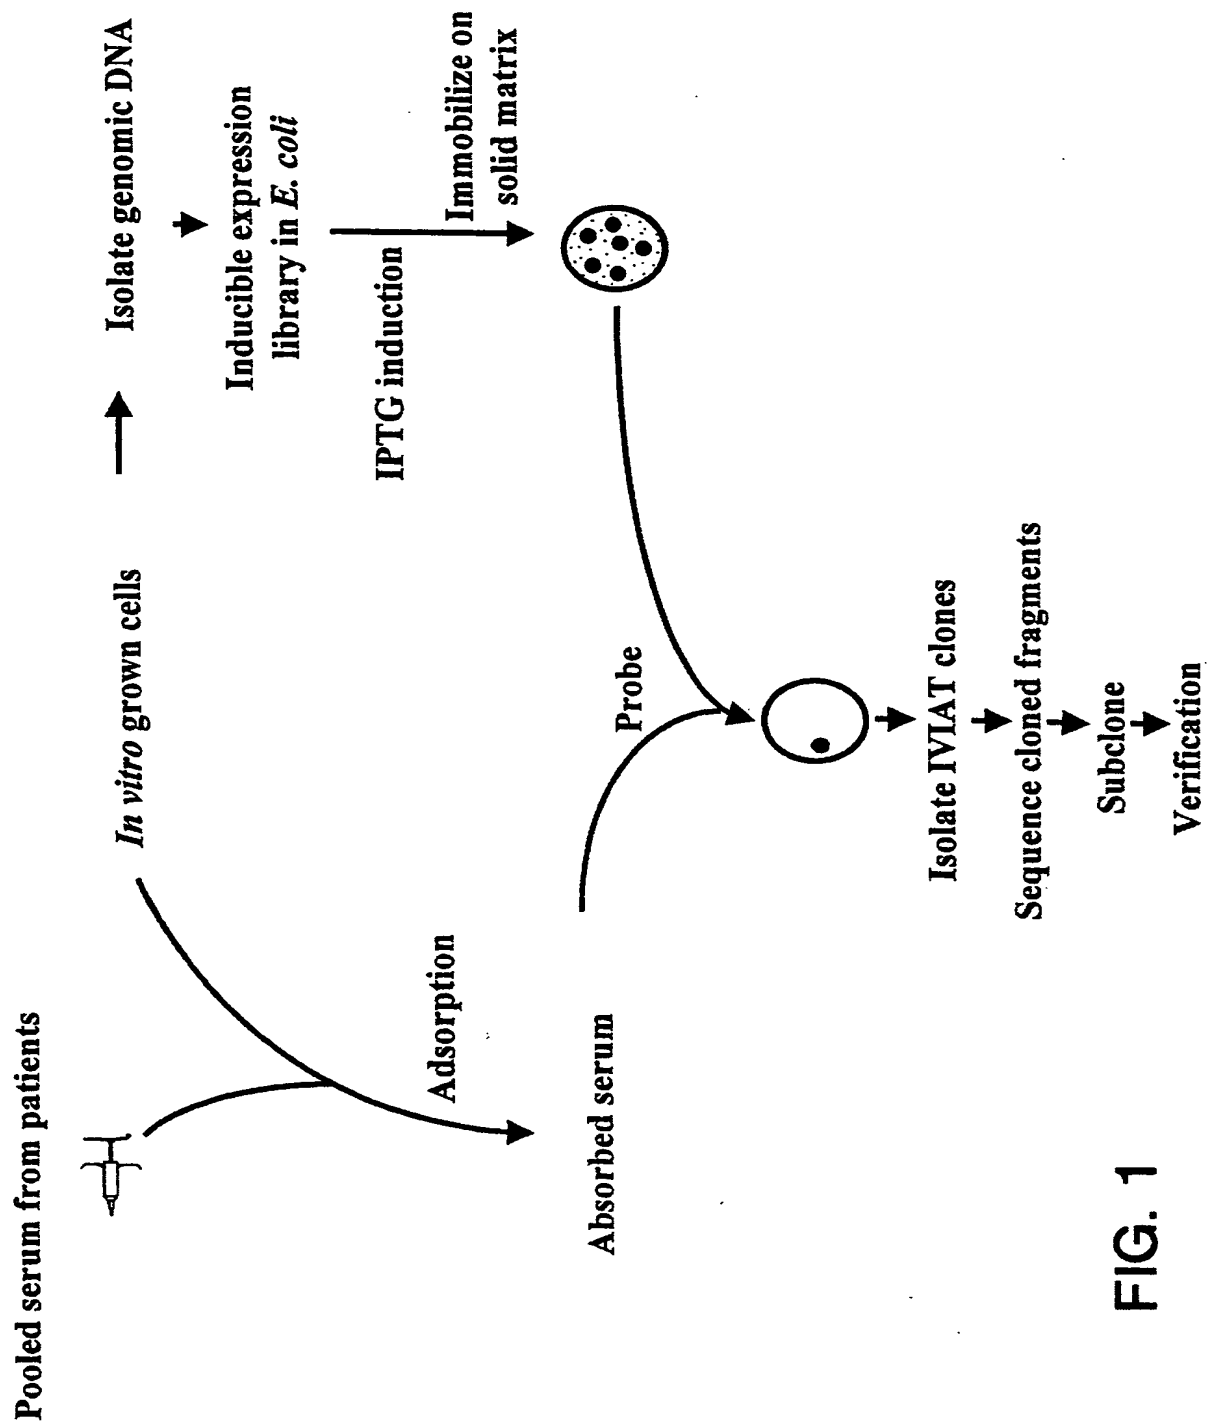 Pooled serum from patients
In vitro grown cells
Isolate genomic DNA
Inducible expression
library in E. coli
IPTG induction
Immobilize on
solid matrix
Adsorption
Absorbed serum
Probe
Isolate IVIAT clones
Sequence cloned fragments
Subclone
Verification
FIG. 1